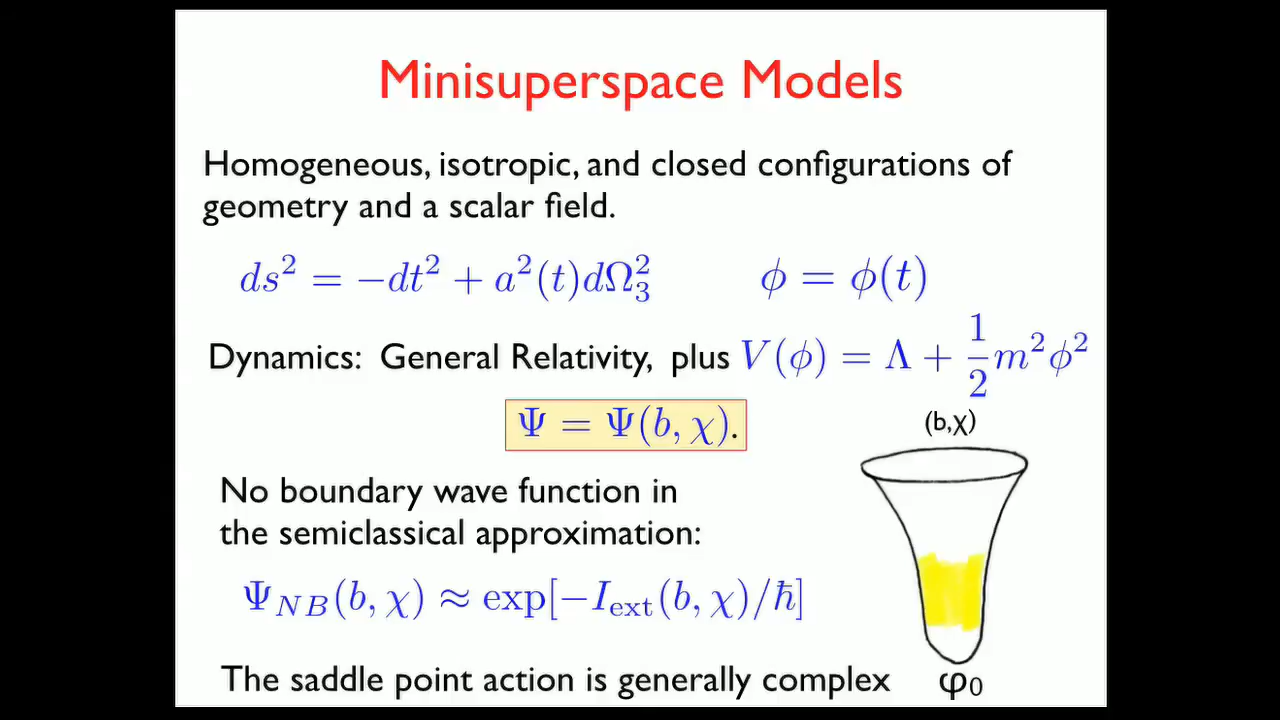 Minisuperspace Models
Homogeneous, isotropic, and closed configurations of
geometry and a scalar field.
ds² = −dt² + a²(t)dΩ₃² ϕ = ϕ(t)
Dynamics: General Relativity, plus V(ϕ) = Λ + 1/2 m²ϕ²
Ψ = Ψ(b, χ).
(b,χ)
No boundary wave function in
the semiclassical approximation:
Ψ_NB(b, χ) ≈ exp[−I_ext(b, χ)/ħ]
The saddle point action is generally complex
φ₀